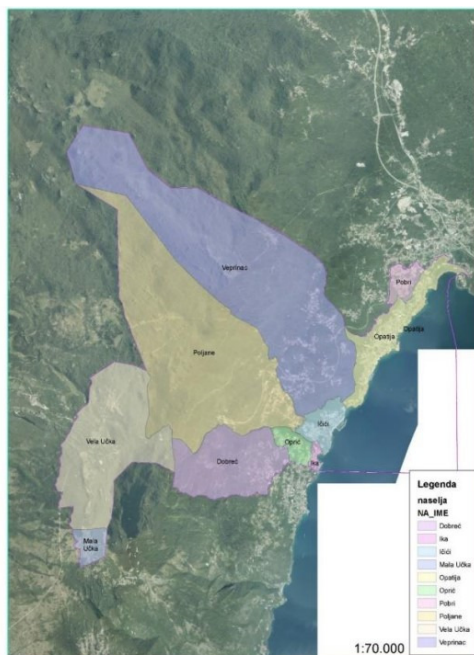 Veprinac
Pobri
Opatija
Opatija
Poljane
Ičići
Vela Učka
Oprić
Dobreć
Ika
Mala
Učka
Legenda
naselja
NA_IME
Dobreć
Ika
Ičići
Mala Učka
Opatija
Oprić
Pobri
Poljane
Vela Učka
Veprinac
1:70.000